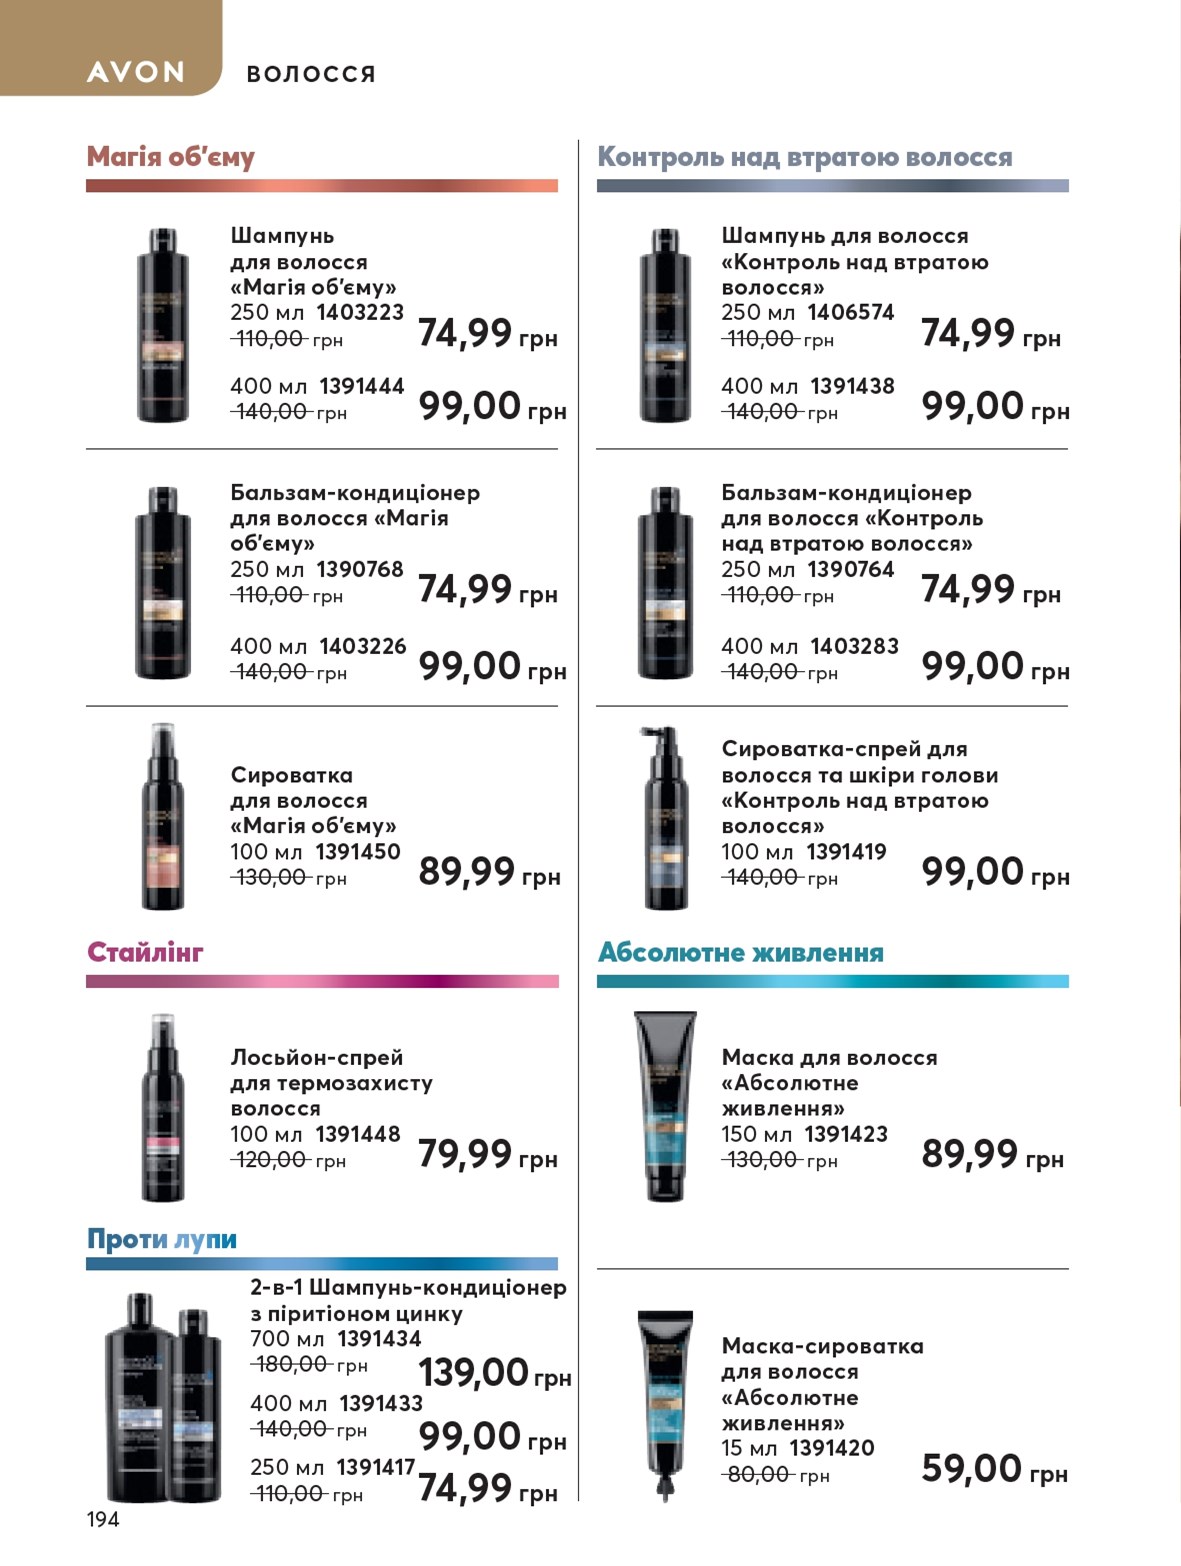 AVON
ВОЛОССЯ
Магія об'єму
Шампунь
для волосся
«Магія об'єму»
250 мл 1403223
110,00 грн
74,99 грн
400 мл 1391444
140,00 грн
99,00 грн
Бальзам-кондиціонер
для волосся «Магія
об'єму»
250 мл 1390768
110,00 грн
74,99 грн
400 мл 1403226
140,00 грн
99,00 грн
Сироватка
для волосся
«Магія об'єму»
100 мл 1391450
130,00 грн
89,99 грн
Стайлінг
Лосьйон-спрей
для термозахисту
волосся
100 мл 1391448
120,00 грн
79,99 грн
Проти лупи
2-в-1 Шампунь-кондиціонер
з піритіоном цинку
700 мл 1391434
180,00 грн
139,00 грн
400 мл 1391433
140,00 грн
99,00 грн
250 мл 1391417
110,00 грн
74,99 грн
Контроль над втратою волосся
Шампунь для волосся
«Контроль над втратою
волосся»
250 мл 1406574
110,00 грн
74,99 грн
400 мл 1391438
140,00 грн
99,00 грн
Бальзам-кондиціонер
для волосся «Контроль
над втратою волосся»
250 мл 1390764
110,00 грн
74,99 грн
400 мл 1403283
140,00 грн
99,00 грн
Сироватка-спрей для
волосся та шкіри голови
«Контроль над втратою
волосся»
100 мл 1391419
140,00 грн
99,00 грн
Абсолютне живлення
Маска для волосся
«Абсолютне
живлення»
150 мл 1391423
130,00 грн
89,99 грн
Маска-сироватка
для волосся
«Абсолютне
живлення»
15 мл 1391420
80,00 грн
59,00 грн
194